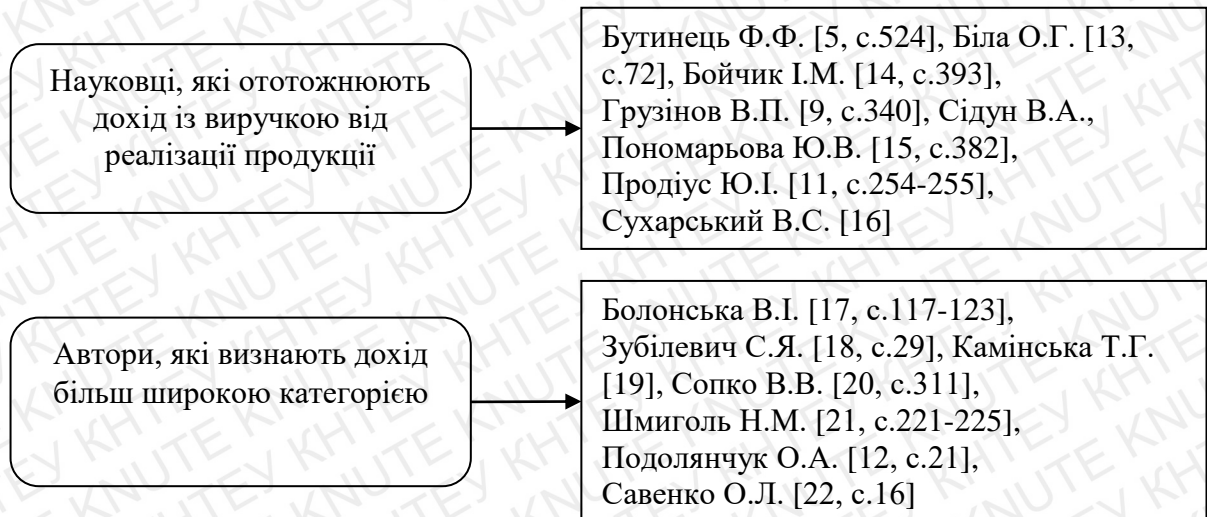 Науковці, які ототожнюють
дохід із виручкою від
реалізації продукції
Бутинець Ф.Ф. [5, с.524], Біла О.Г. [13,
с.72], Бойчик І.М. [14, с.393],
Грузінов В.П. [9, с.340], Сідун В.А.,
Пономарьова Ю.В. [15, с.382],
Продіус Ю.І. [11, с.254-255],
Сухарський В.С. [16]
Автори, які визнають дохід
більш широкою категорією
Болонська В.І. [17, с.117-123],
Зубілевич С.Я. [18, с.29], Камінська Т.Г.
[19], Сопко В.В. [20, с.311],
Шмиголь Н.М. [21, с.221-225],
Подолянчук О.А. [12, с.21],
Савенко О.Л. [22, с.16]